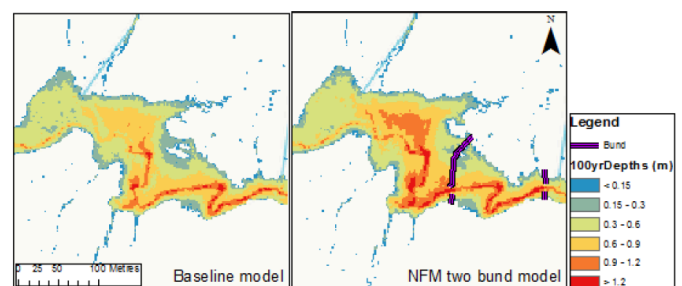 N
Legend
Bund
100yrDepths (m)
< 0.15
0.15 - 0.3
0.3 - 0.6
0.6 - 0.9
0.9 - 1.2
> 1.2
0 25 50 100 Metres
Baseline model
NFM two bund model